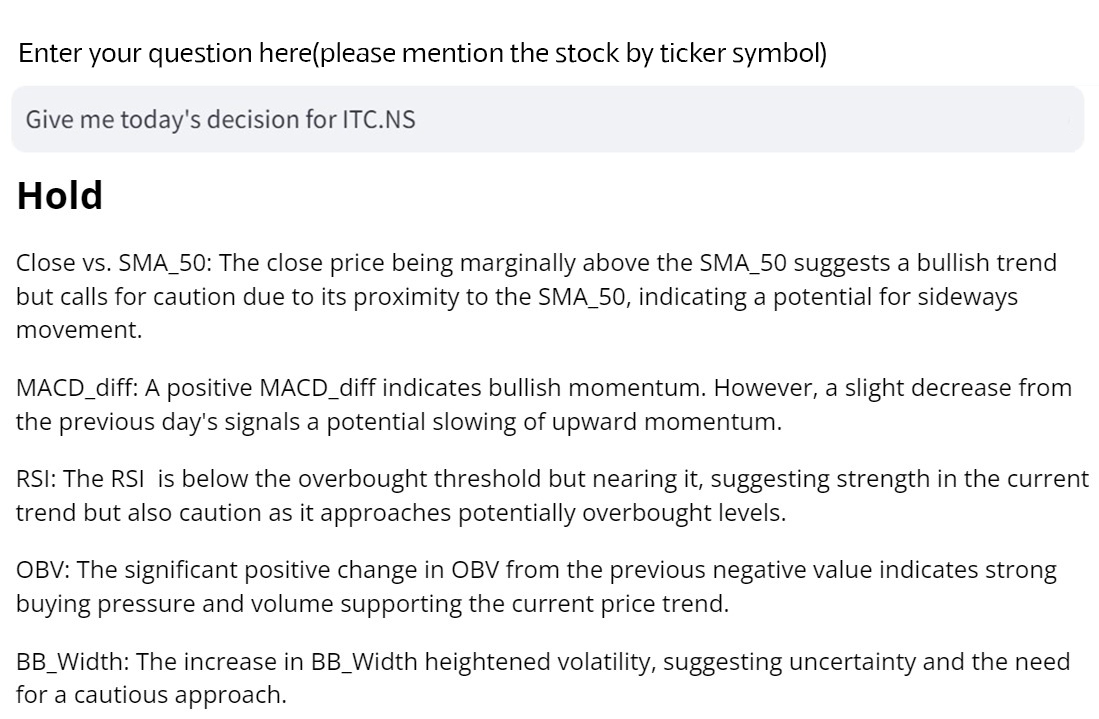 Enter your question here(please mention the stock by ticker symbol)
Give me today's decision for ITC.NS
Hold
Close vs. SMA_50: The close price being marginally above the SMA_50 suggests a bullish trend
but calls for caution due to its proximity to the SMA_50, indicating a potential for sideways
movement.
MACD_diff: A positive MACD_diff indicates bullish momentum. However, a slight decrease from
the previous day's signals a potential slowing of upward momentum.
RSI: The RSI  is below the overbought threshold but nearing it, suggesting strength in the current
trend but also caution as it approaches potentially overbought levels.
OBV: The significant positive change in OBV from the previous negative value indicates strong
buying pressure and volume supporting the current price trend.
BB_Width: The increase in BB_Width heightened volatility, suggesting uncertainty and the need
for a cautious approach.